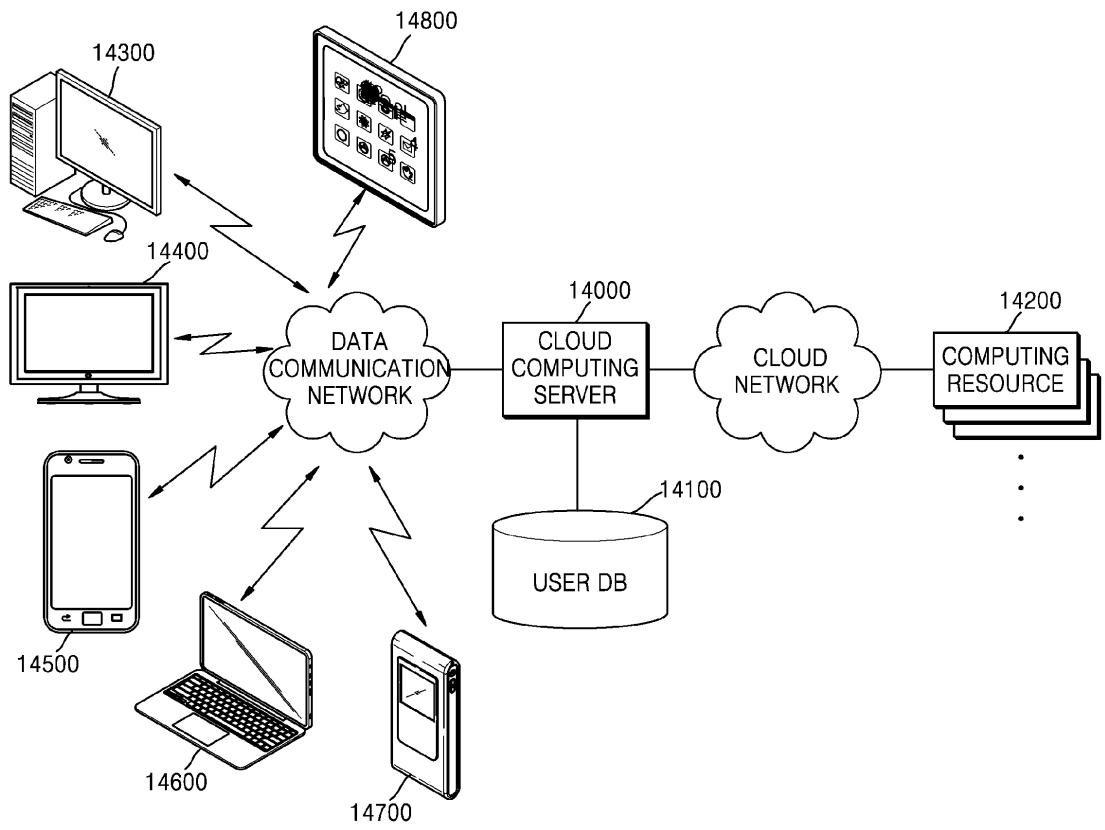 14800
14300
14400
14000
14200
DATA
COMMUNICATION
NETWORK
CLOUD
COMPUTING
SERVER
CLOUD
NETWORK
COMPUTING
RESOURCE
14100
USER DB
14500
14600
14700